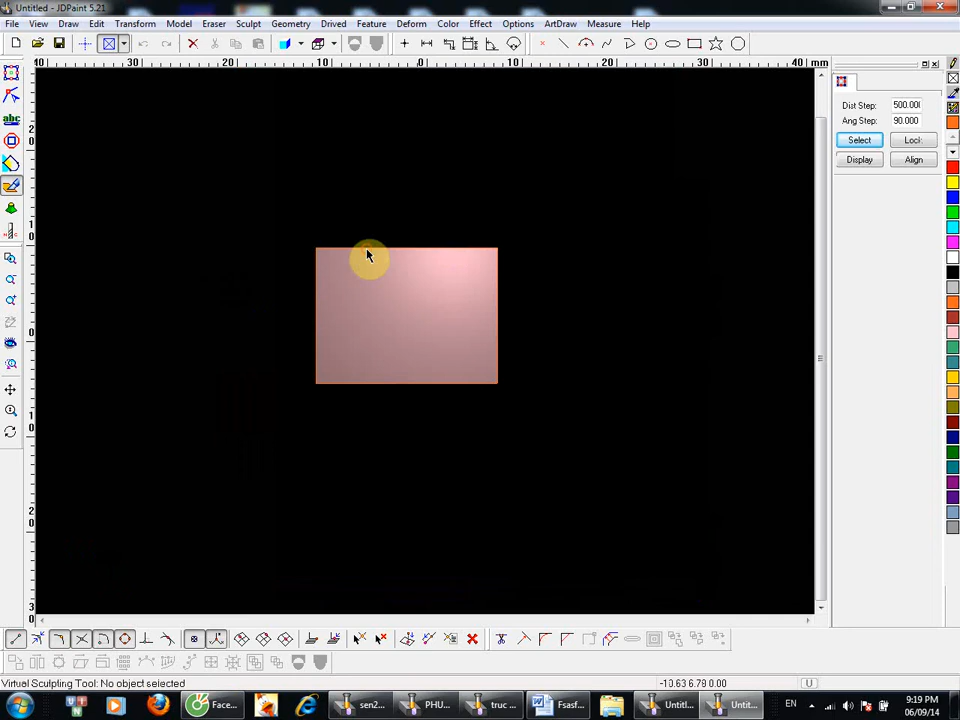 Untitled - JDPaint 5.21
File View Draw Edit Transform Model Eraser Sculpt Geometry Drived Feature Deform Color Effect Options ArtDraw Measure Help
30 20 10 0 10 20 30 40 mm
abc
Dist Step: 500.00
Ang Step: 90.000
Select
Display Align
Virtual Sculpting Tool: No object selected
-10.63 6.79 0.00
Face...
sen2...
PHU...
truc ...
Fsasf...
Untitl...
Untit...
EN
9:19 PM
06/09/14